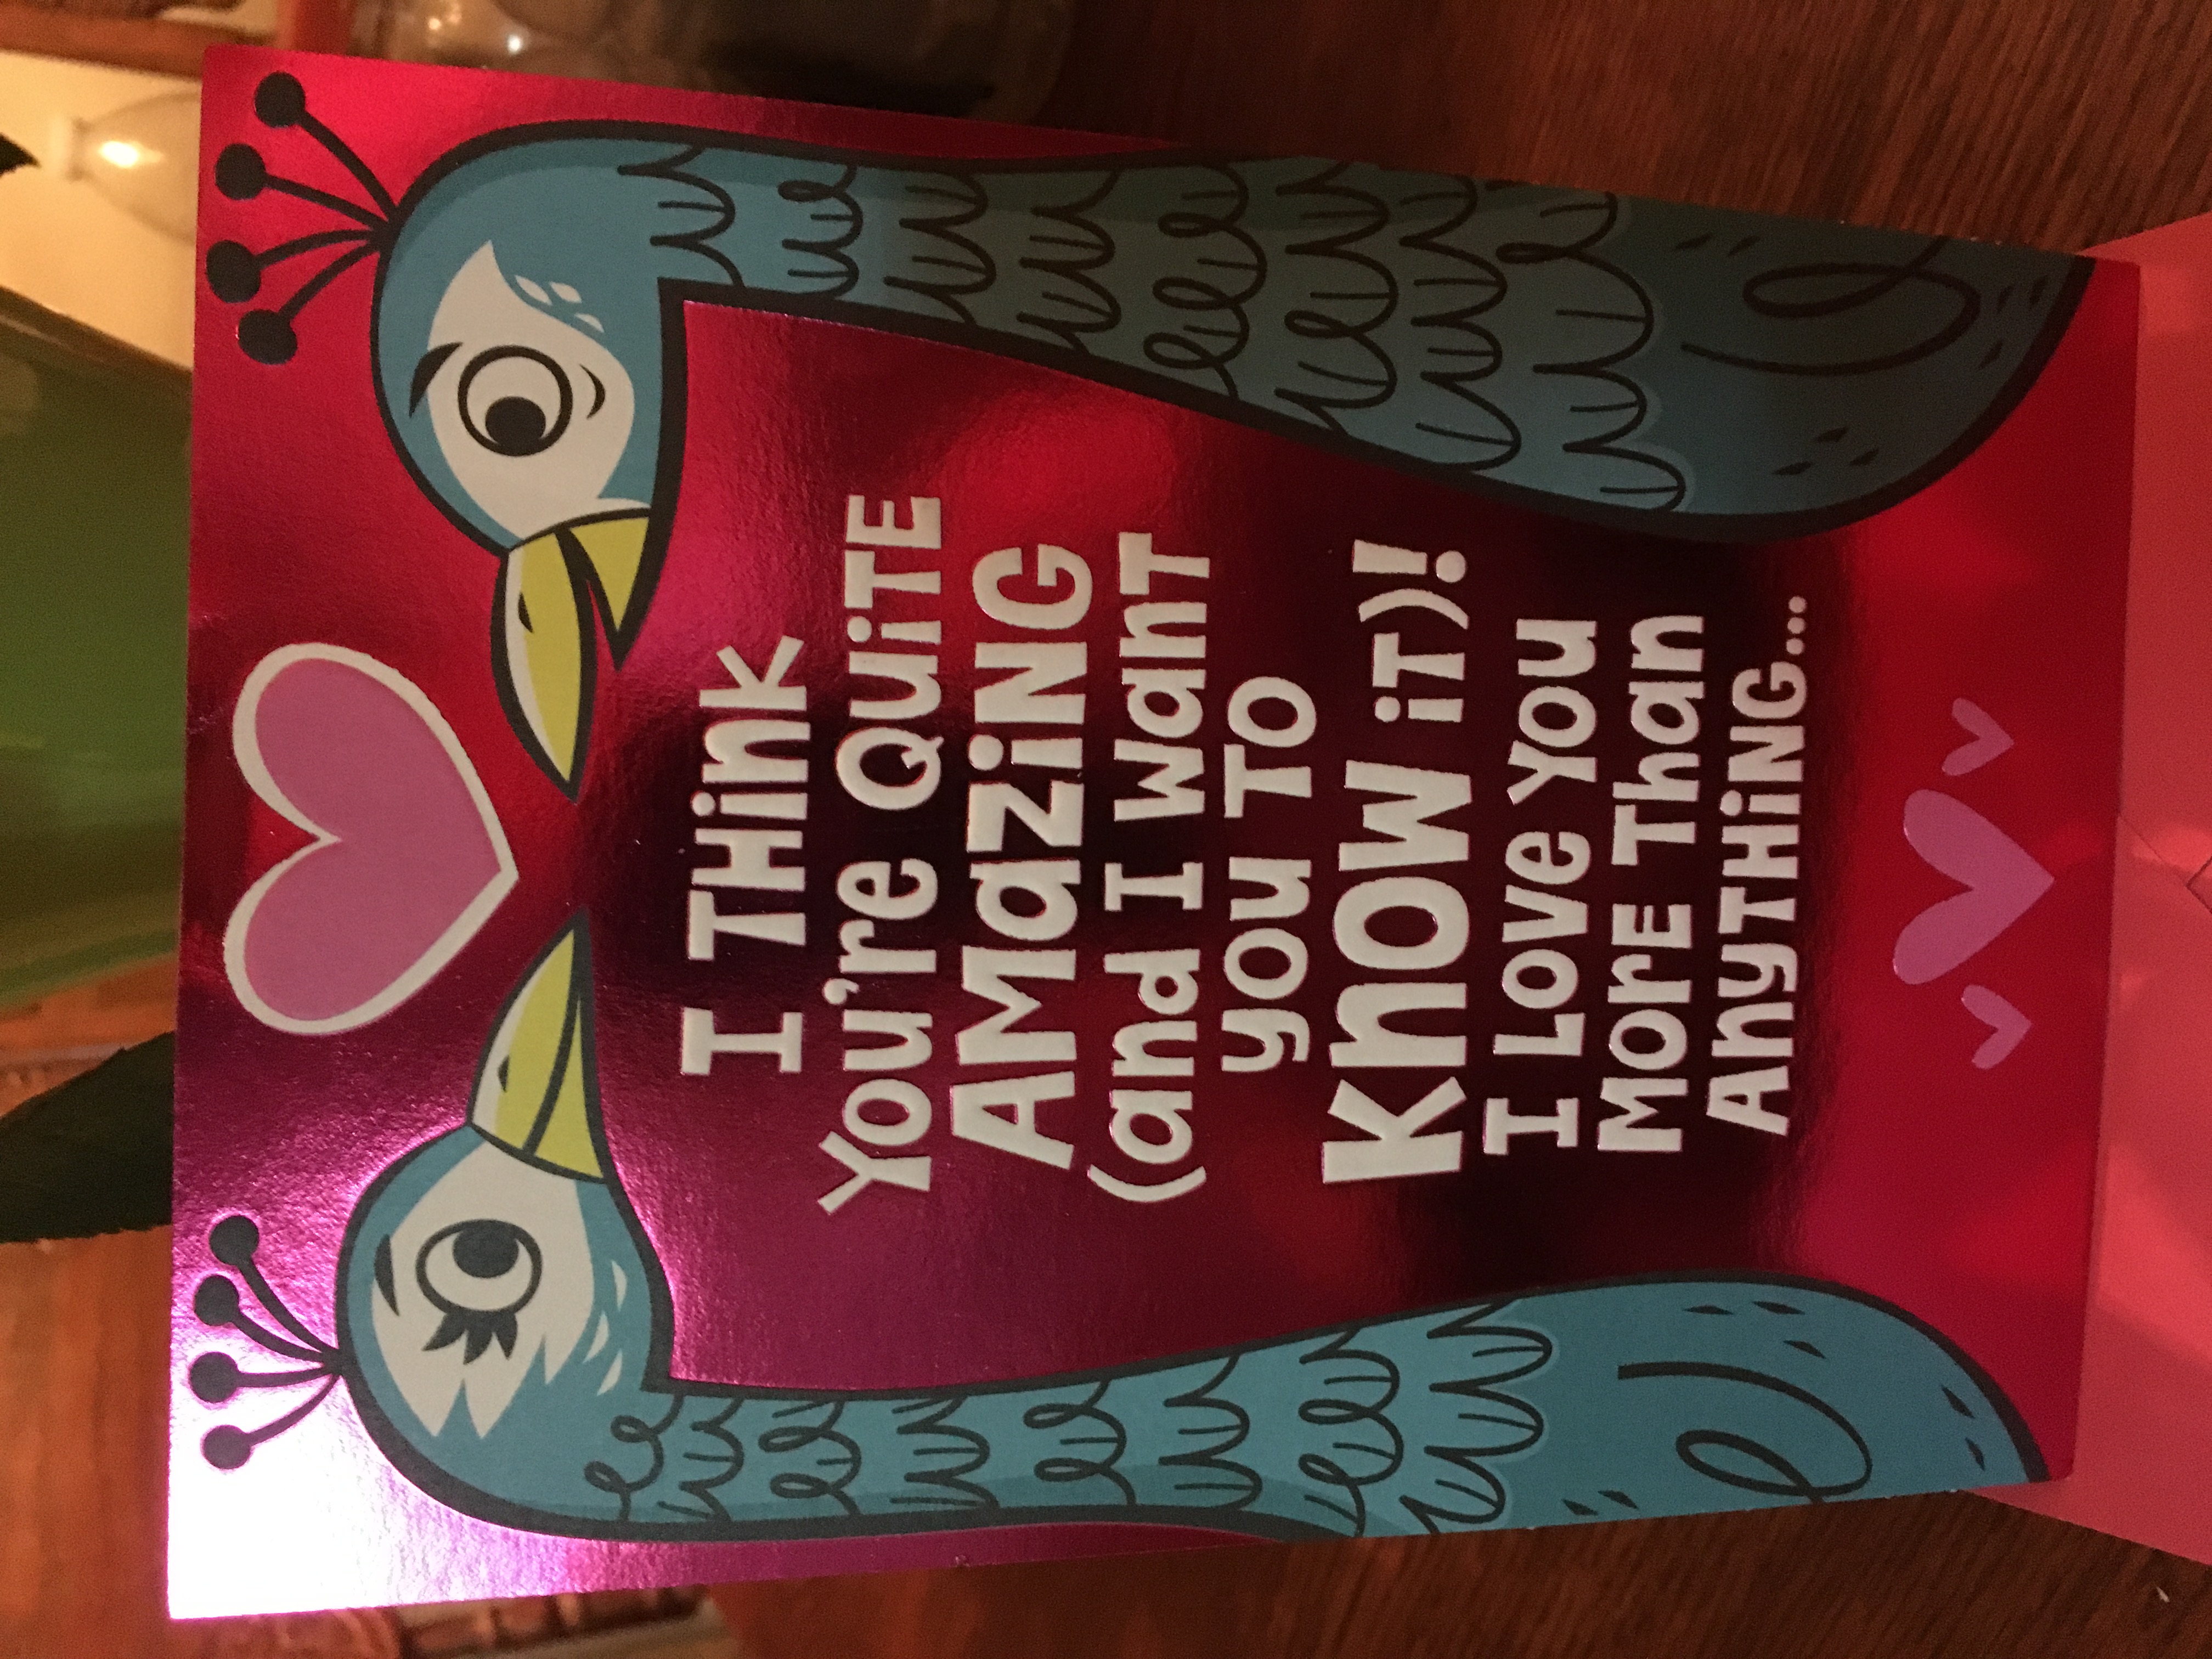 I THink
You're QuiTE
AMaziNG
(and I Want
you TO
KnOW iT)!
I Love You
MorE Than
AnyTHiNG...